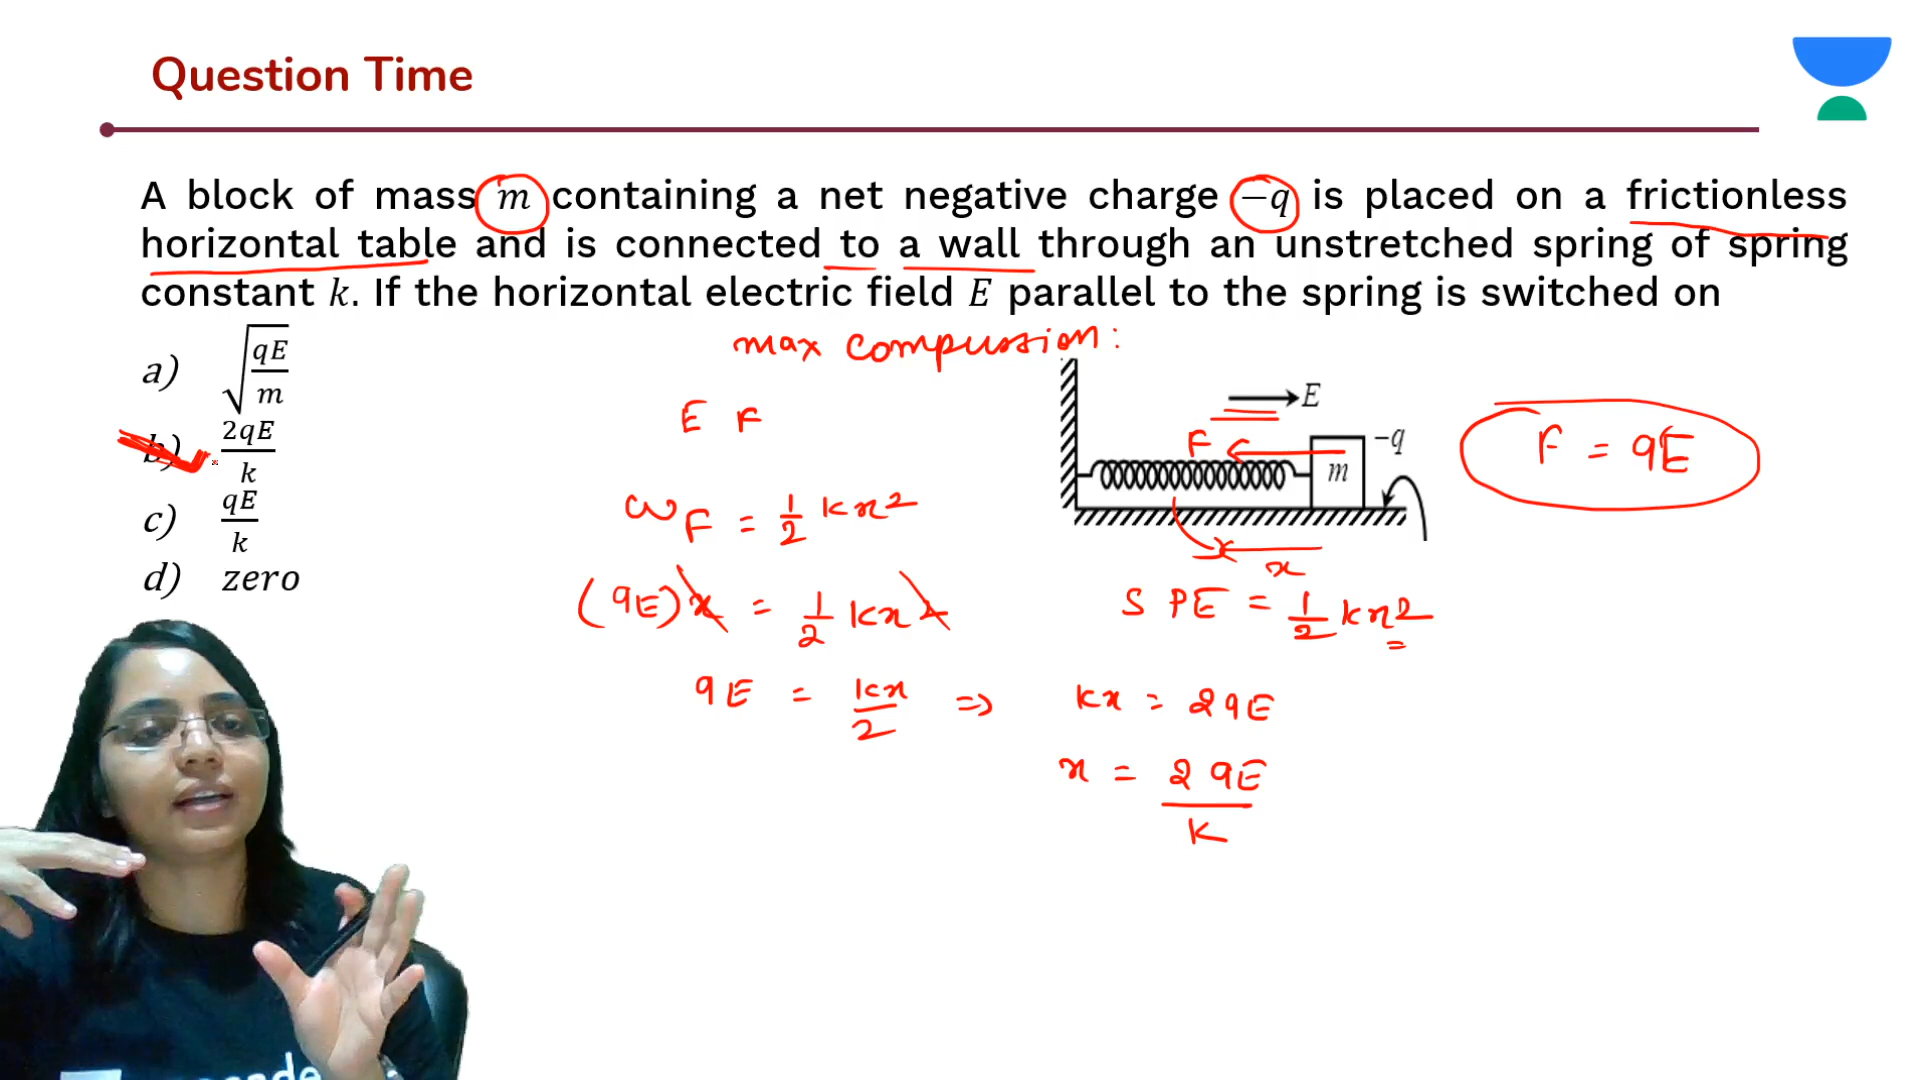 Question Time
A block of mass m containing a net negative charge −q is placed on a frictionless
horizontal table and is connected to a wall through an unstretched spring of spring
constant k. If the horizontal electric field E parallel to the spring is switched on
max compression:
a) √(qE/m)
b) 2qE/k
c) qE/k
d) zero
E F
E
F
−q
m
x
F = qE
W_F = 1/2 kx²
(qE)x = 1/2 kx²
SPE = 1/2 kx²
qE = kx/2 ⇒ kx = 2qE
x = 2qE/k